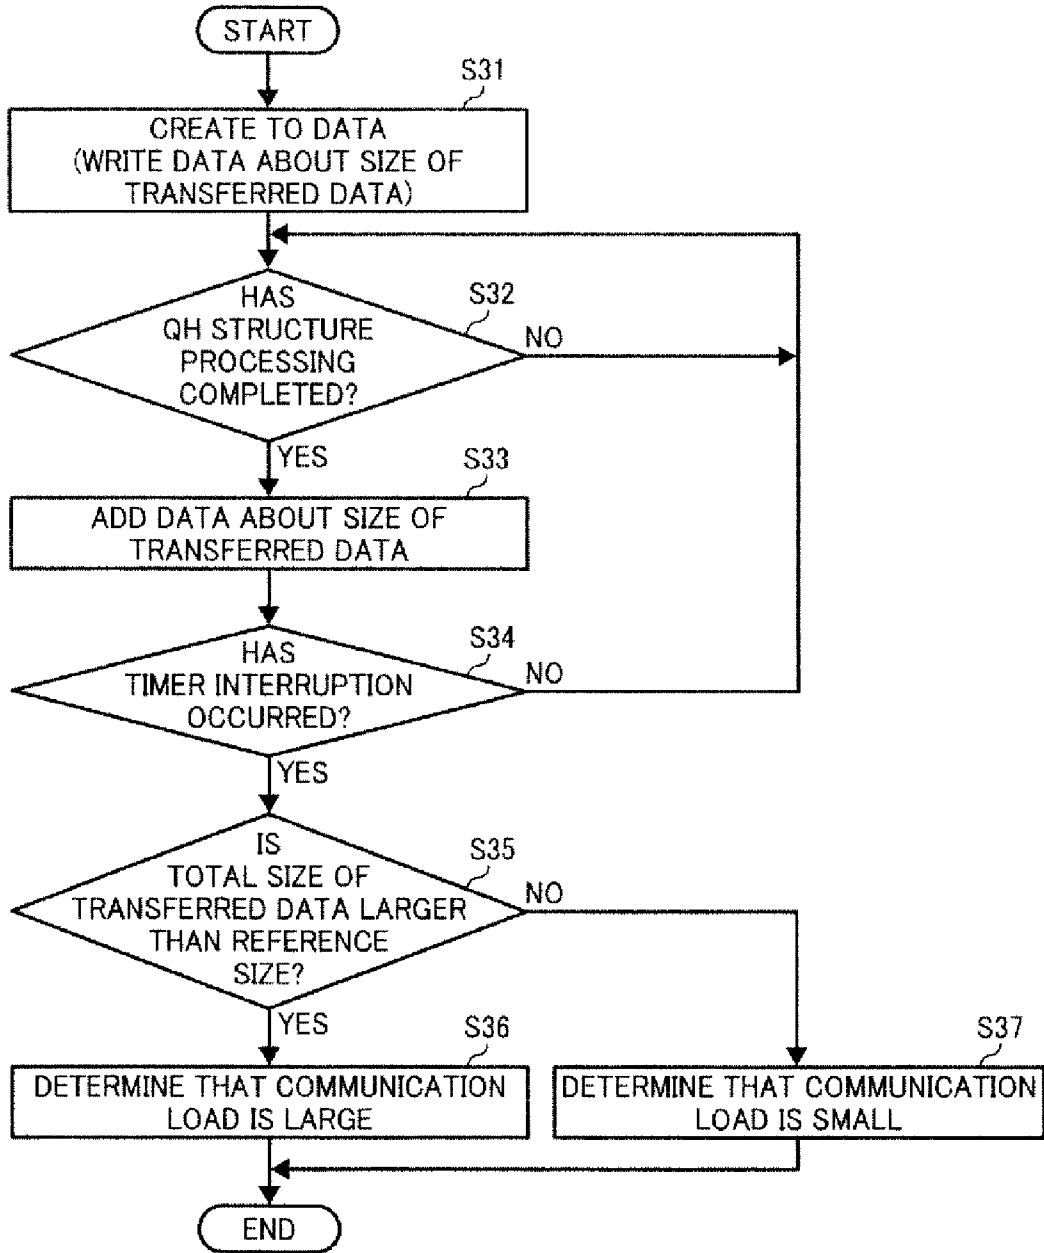 START
S31
CREATE TO DATA
(WRITE DATA ABOUT SIZE OF
TRANSFERRED DATA)
S32
HAS
QH STRUCTURE
PROCESSING
COMPLETED?
NO
YES
S33
ADD DATA ABOUT SIZE OF
TRANSFERRED DATA
S34
HAS
TIMER INTERRUPTION
OCCURRED?
NO
YES
S35
IS
TOTAL SIZE OF
TRANSFERRED DATA LARGER
THAN REFERENCE
SIZE?
NO
YES
S36
DETERMINE THAT COMMUNICATION
LOAD IS LARGE
S37
DETERMINE THAT COMMUNICATION
LOAD IS SMALL
END